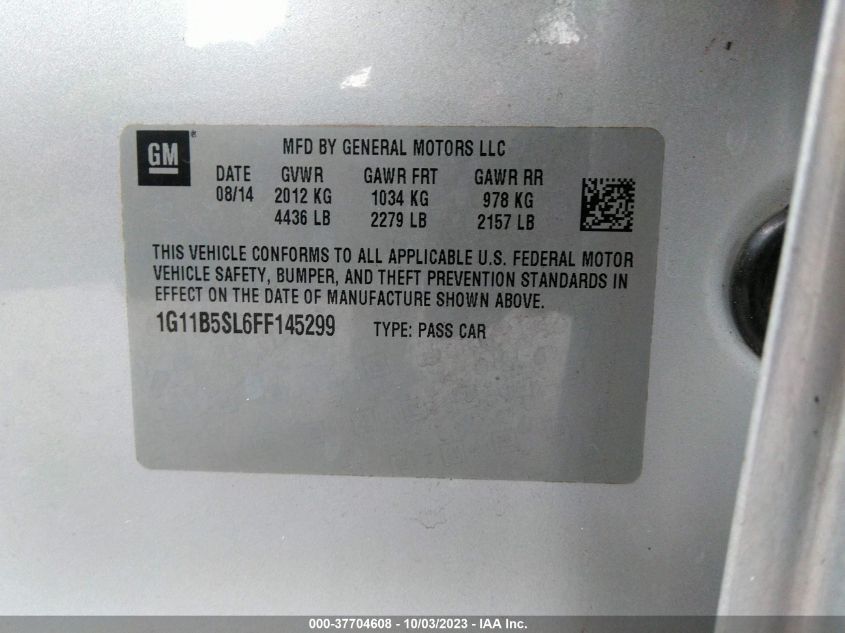 GM ®
MFD BY GENERAL MOTORS LLC
DATE GVWR GAWR FRT GAWR RR
08/14 2012 KG 1034 KG 978 KG
4436 LB 2279 LB 2157 LB
THIS VEHICLE CONFORMS TO ALL APPLICABLE U.S. FEDERAL MOTOR
VEHICLE SAFETY, BUMPER, AND THEFT PREVENTION STANDARDS IN
EFFECT ON THE DATE OF MANUFACTURE SHOWN ABOVE.
1G11B5SL6FF145299 TYPE: PASS CAR
000-37704608 - 10/03/2023 - IAA Inc.